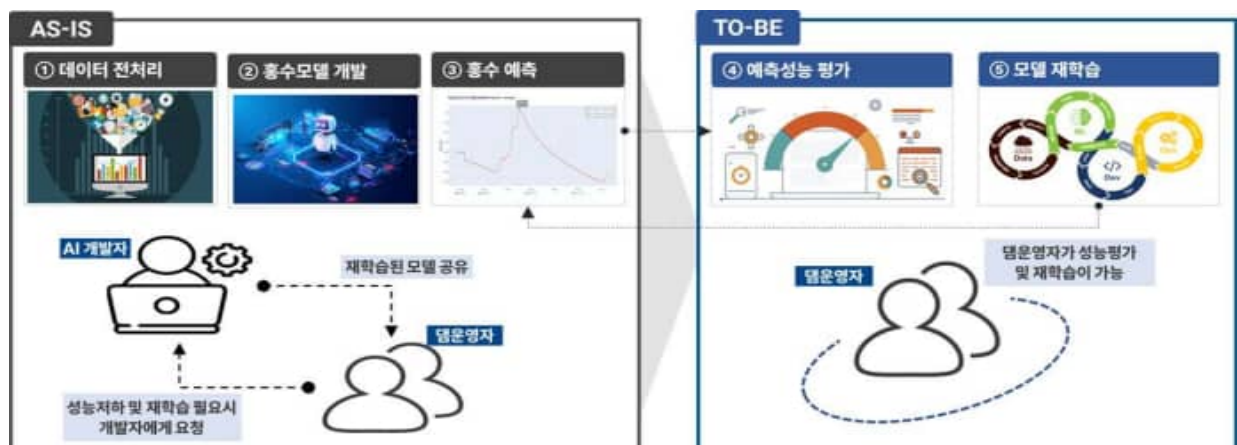 AS-IS
① 데이터 전처리
② 홍수모델 개발
③ 홍수 예측
AI 개발자
재학습된 모델 공유
댐운영자
성능저하 및 재학습 필요시
개발자에게 요청
TO-BE
④ 예측성능 평가
⑤ 모델 재학습
Data
ML
Dev
댐운영자
댐운영자가 성능평가
및 재학습이 가능